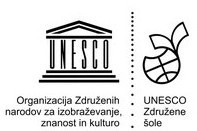 UNESCO
Organizacija Združenih
narodov za izobraževanje,
znanost in kulturo
UNESCO
Združene
šole